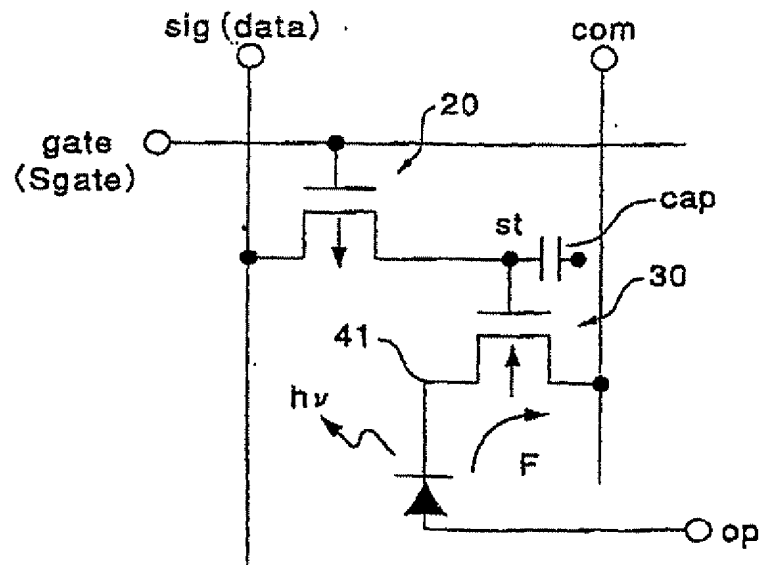 sig (data)
com
20
gate
(Sgate)
cap
st
30
41
hν
F
op